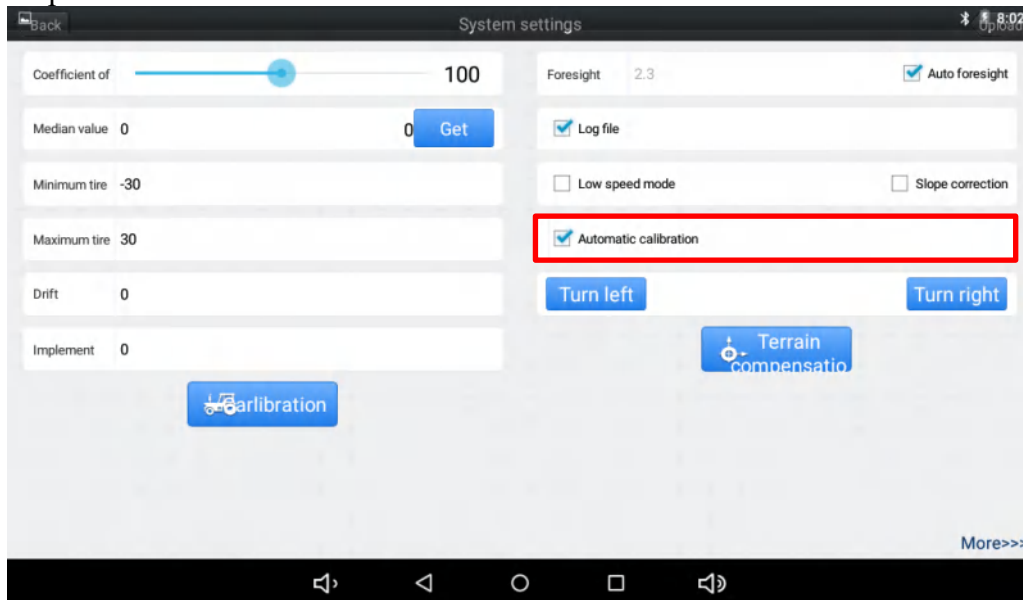 Back
System settings
8:02
Upload
Coefficient of
100
Foresight 2.3
Auto foresight
Median value 0
0 Get
Log file
Minimum tire -30
Low speed mode
Slope correction
Maximum tire 30
Automatic calibration
Drift 0
Turn left
Turn right
Implement 0
Terrain
compensatio
arlibration
More>>>